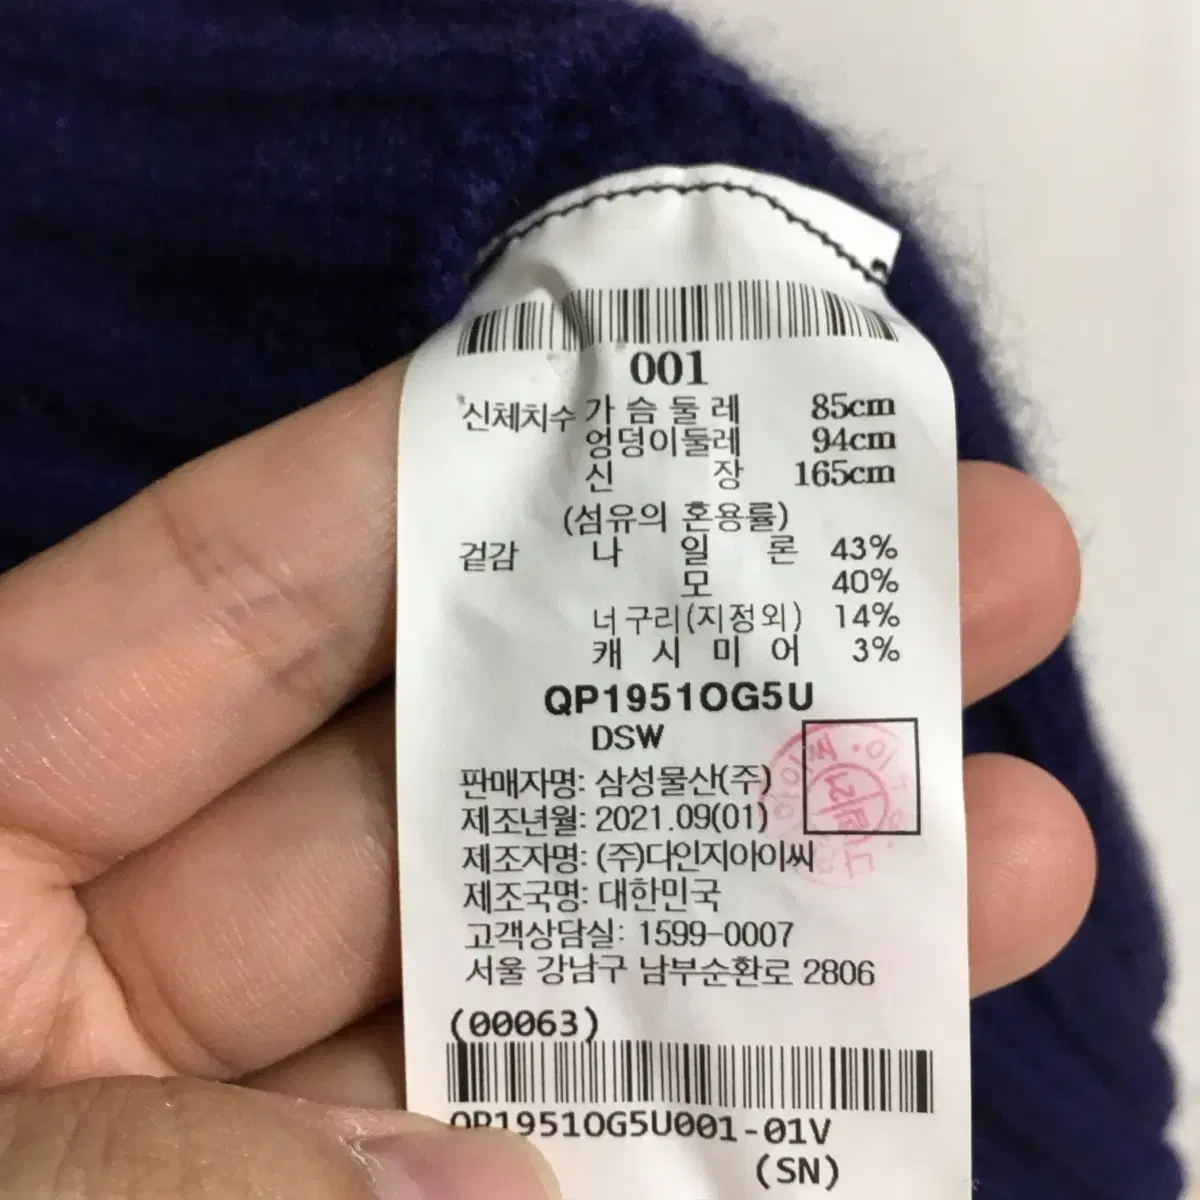 001
신체치수 가슴둘레 85cm
엉덩이둘레 94cm
신 장 165cm
(섬유의 혼용률)
겉감 나 일 론 43%
모 40%
너구리(지정외) 14%
캐 시 미 어 3%
QP1951OG5U
DSW
판매자명: 삼성물산(주)
제조년월: 2021.09(01)
제조자명: (주)다인지아이씨
제조국명: 대한민국
고객상담실: 1599-0007
서울 강남구 남부순환로 2806
(00063)
QP1951OG5U001-01V
(SN)